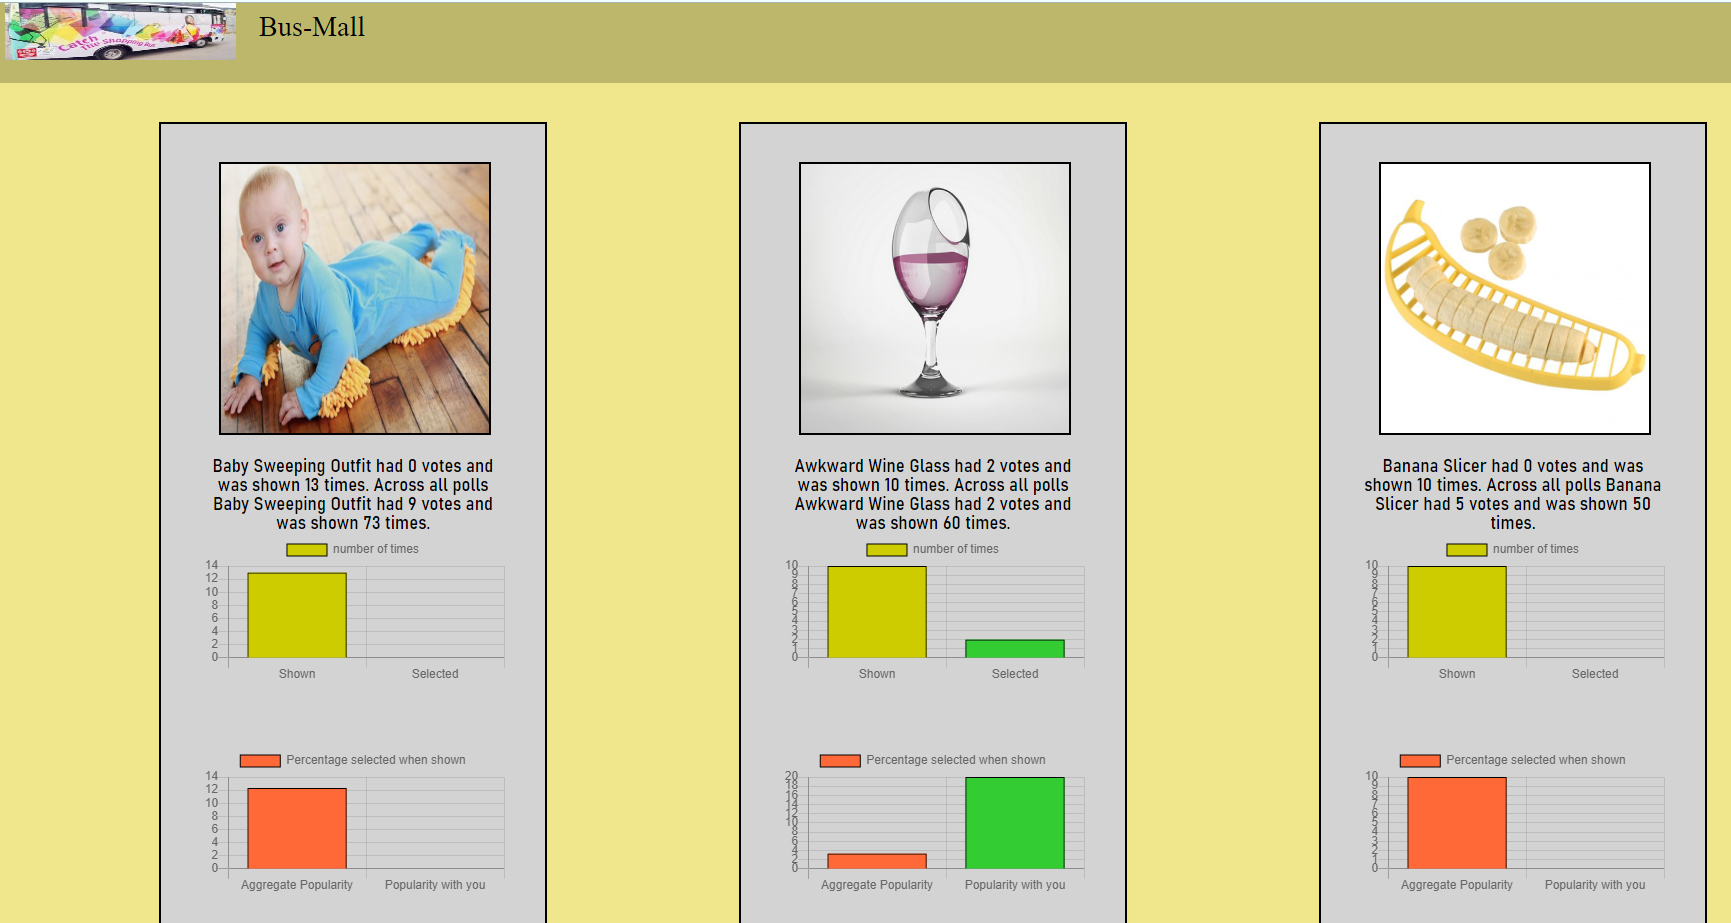 Catch
The Shopping Bus
Bus-Mall
Baby Sweeping Outfit had 0 votes and
was shown 13 times. Across all polls
Baby Sweeping Outfit had 9 votes and
was shown 73 times.
number of times
14
12
10
8
6
4
2
0
Shown Selected
Percentage selected when shown
14
12
10
8
6
4
2
0
Aggregate Popularity Popularity with you
Awkward Wine Glass had 2 votes and
was shown 10 times. Across all polls
Awkward Wine Glass had 2 votes and
was shown 60 times.
number of times
10
9
8
7
6
5
4
3
2
1
0
Shown Selected
Percentage selected when shown
20
18
16
14
12
10
8
6
4
2
0
Aggregate Popularity Popularity with you
Banana Slicer had 0 votes and was
shown 10 times. Across all polls Banana
Slicer had 5 votes and was shown 50
times.
number of times
10
9
8
7
6
5
4
3
2
1
0
Shown Selected
Percentage selected when shown
10
9
8
7
6
5
4
3
2
1
0
Aggregate Popularity Popularity with you